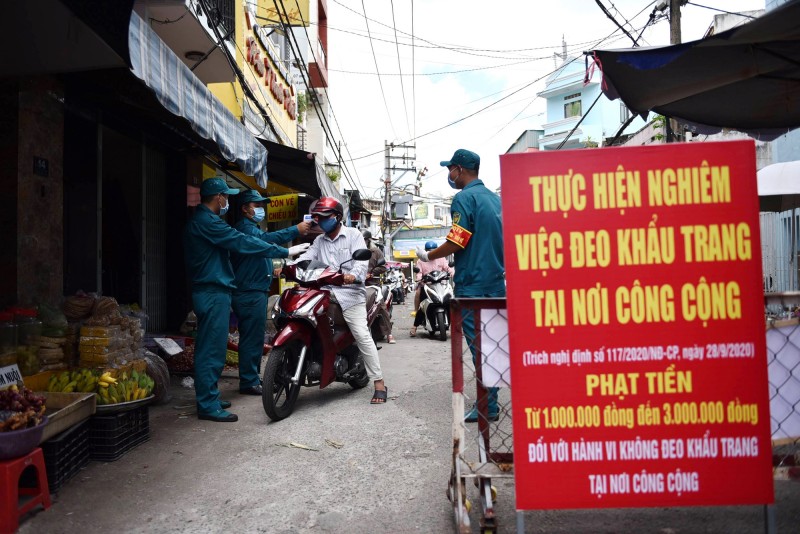 THỰC HIỆN NGHIÊM
VIỆC ĐEO KHẨU TRANG
TẠI NƠI CÔNG CỘNG
(Trích nghị định số 117/2020/NĐ-CP, ngày 28/9/2020)
PHẠT TIỀN
Từ 1.000.000 đồng đến 3.000.000 đồng
ĐỐI VỚI HÀNH VI KHÔNG ĐEO KHẨU TRANG
TẠI NƠI CÔNG CỘNG